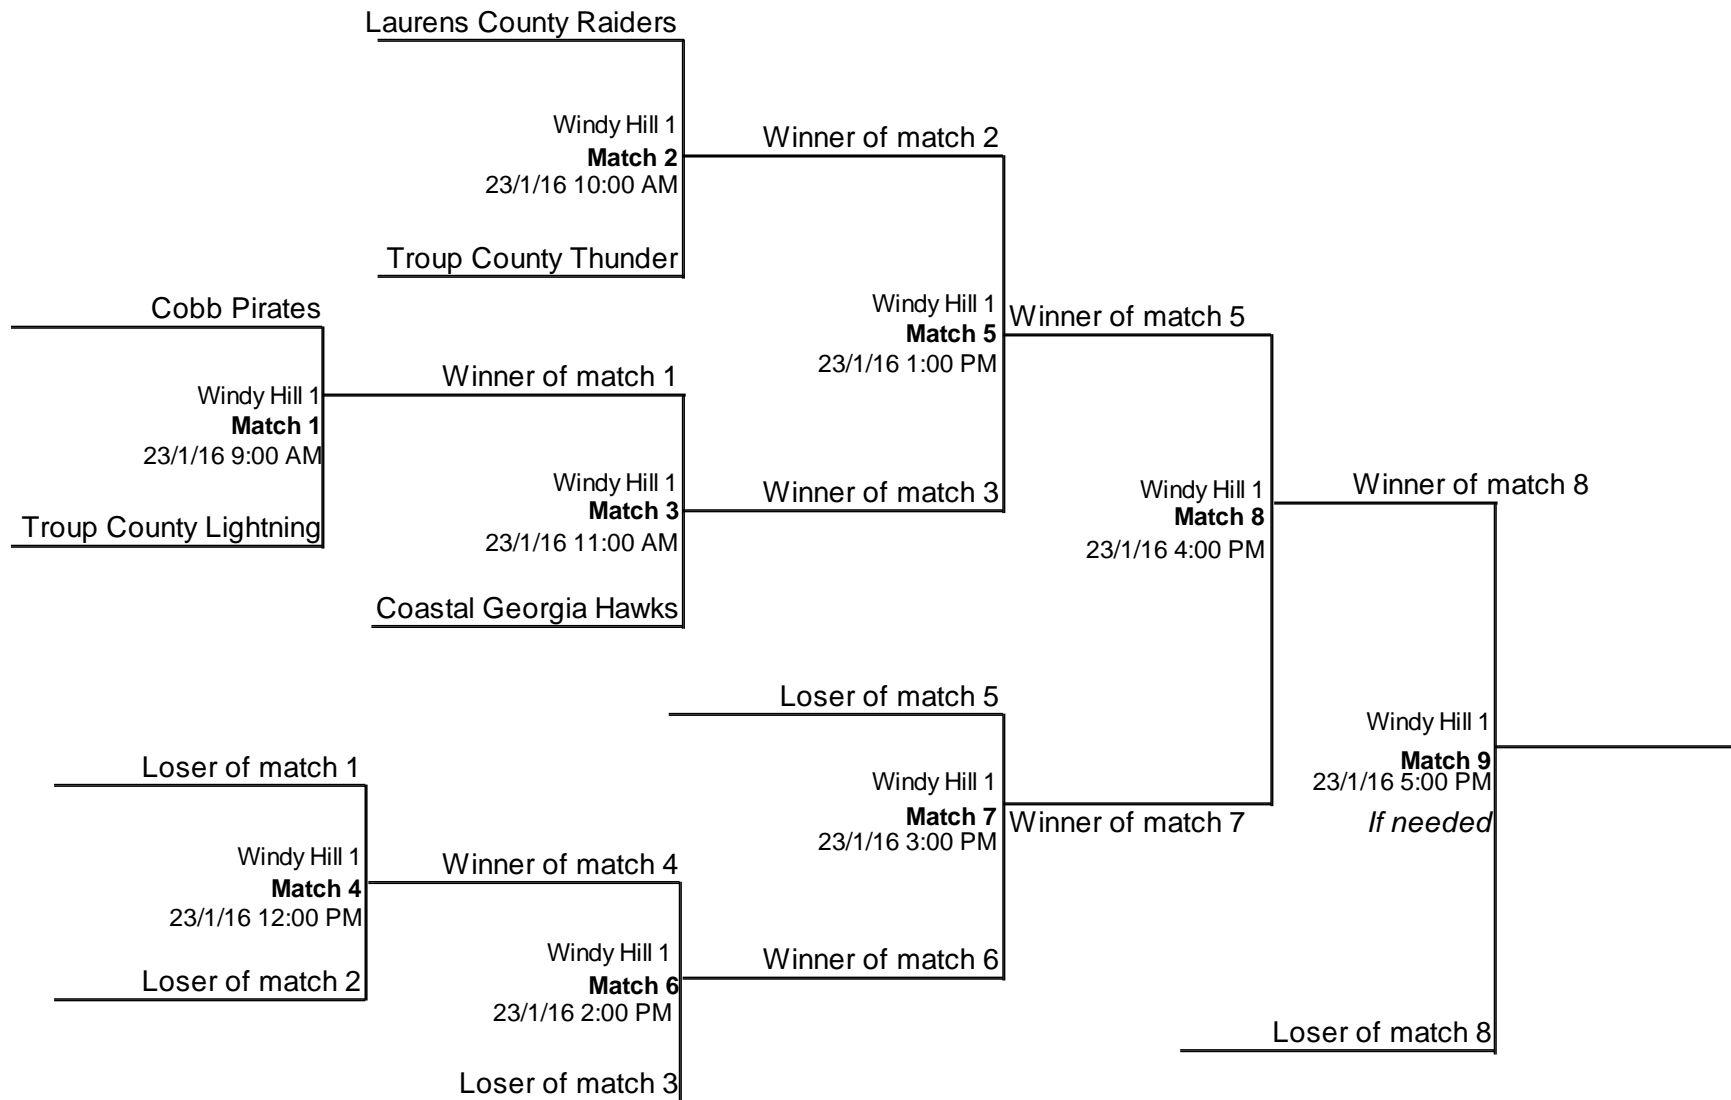 Laurens County Raiders
Windy Hill 1
Match 2
23/1/16 10:00 AM
Winner of match 2
Troup County Thunder
Cobb Pirates
Windy Hill 1
Match 1
23/1/16 9:00 AM
Troup County Lightning
Winner of match 1
Windy Hill 1
Match 3
23/1/16 11:00 AM
Coastal Georgia Hawks
Winner of match 3
Windy Hill 1
Match 5
23/1/16 1:00 PM
Winner of match 5
Windy Hill 1
Match 8
23/1/16 4:00 PM
Winner of match 8
Loser of match 5
Windy Hill 1
Match 7
23/1/16 3:00 PM
Winner of match 7
Windy Hill 1
Match 9
23/1/16 5:00 PM
If needed
Loser of match 1
Windy Hill 1
Match 4
23/1/16 12:00 PM
Loser of match 2
Winner of match 4
Windy Hill 1
Match 6
23/1/16 2:00 PM
Loser of match 3
Winner of match 6
Loser of match 8